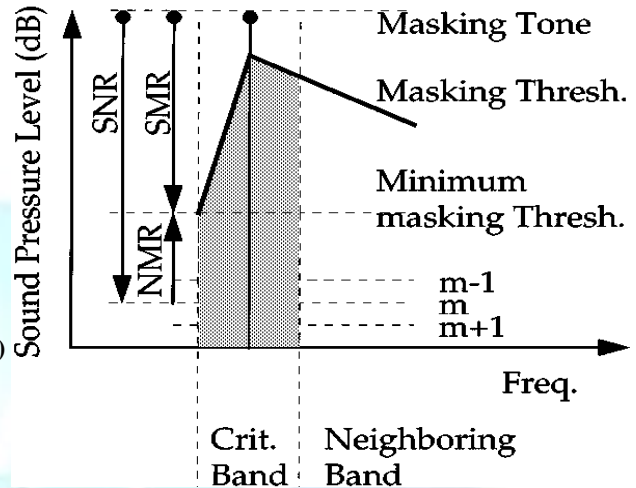 Sound Pressure Level (dB)
SNR
SMR
NMR
Masking Tone
Masking Thresh.
Minimum
masking Thresh.
m-1
m
m+1
)
Freq.
Crit.
Band
Neighboring
Band